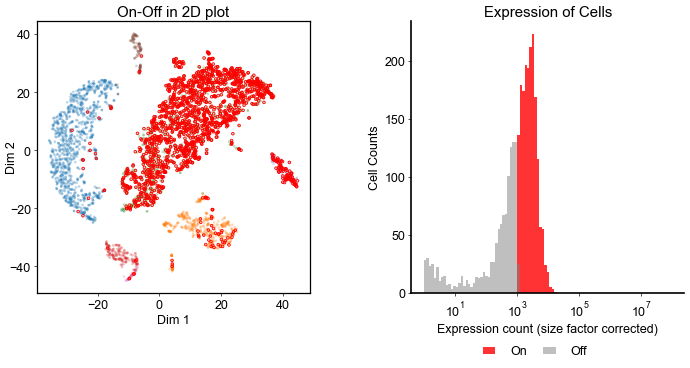 On-Off in 2D plot
Dim 2
40
20
0
−20
−40
−20
0
20
40
Dim 1
Expression of Cells
Cell Counts
200
150
100
50
0
10^1
10^3
10^5
10^7
Expression count (size factor corrected)
On
Off